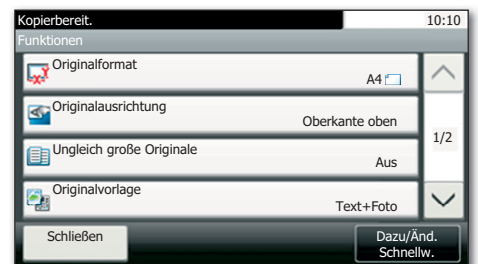 Kopierbereit. 10:10
Funktionen
Originalformat
A4
Originalausrichtung
Oberkante oben
1/2
Ungleich große Originale
Aus
Originalvorlage
Text+Foto
Schließen
Dazu/Änd.
Schnellw.